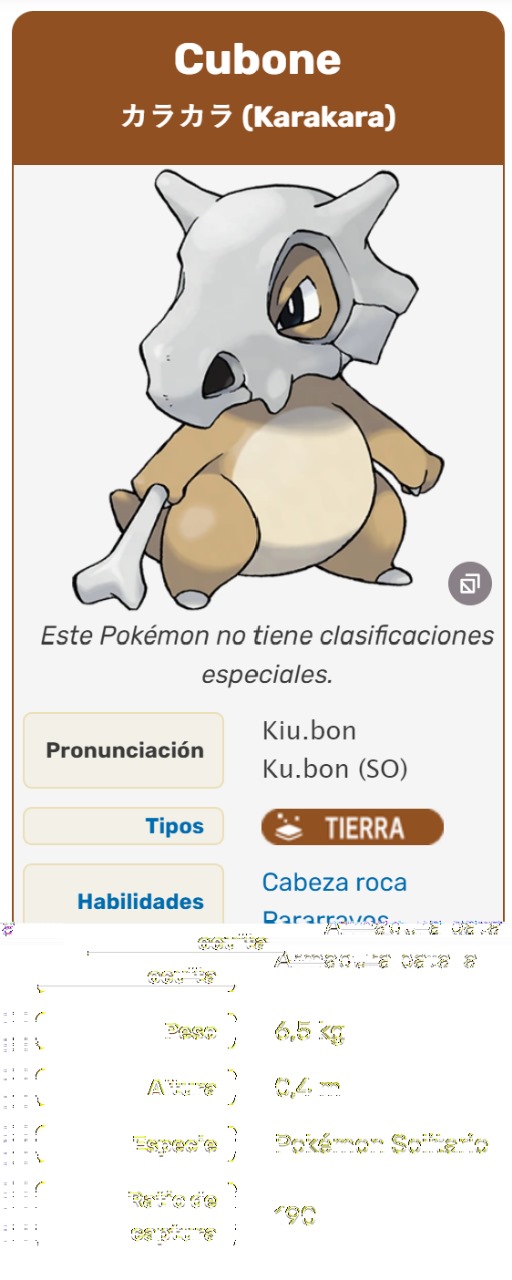 Cubone
カラカラ (Karakara)
Este Pokémon no tiene clasificaciones
especiales.
Pronunciación
Kiu.bon
Ku.bon (SO)
Tipos
TIERRA
Habilidades
Cabeza roca
Pararrayos
oculta
Armadura batalla
Peso
6,5 kg
Altura
0,4 m
Especie
Pokémon Solitario
Ratio de
captura
190